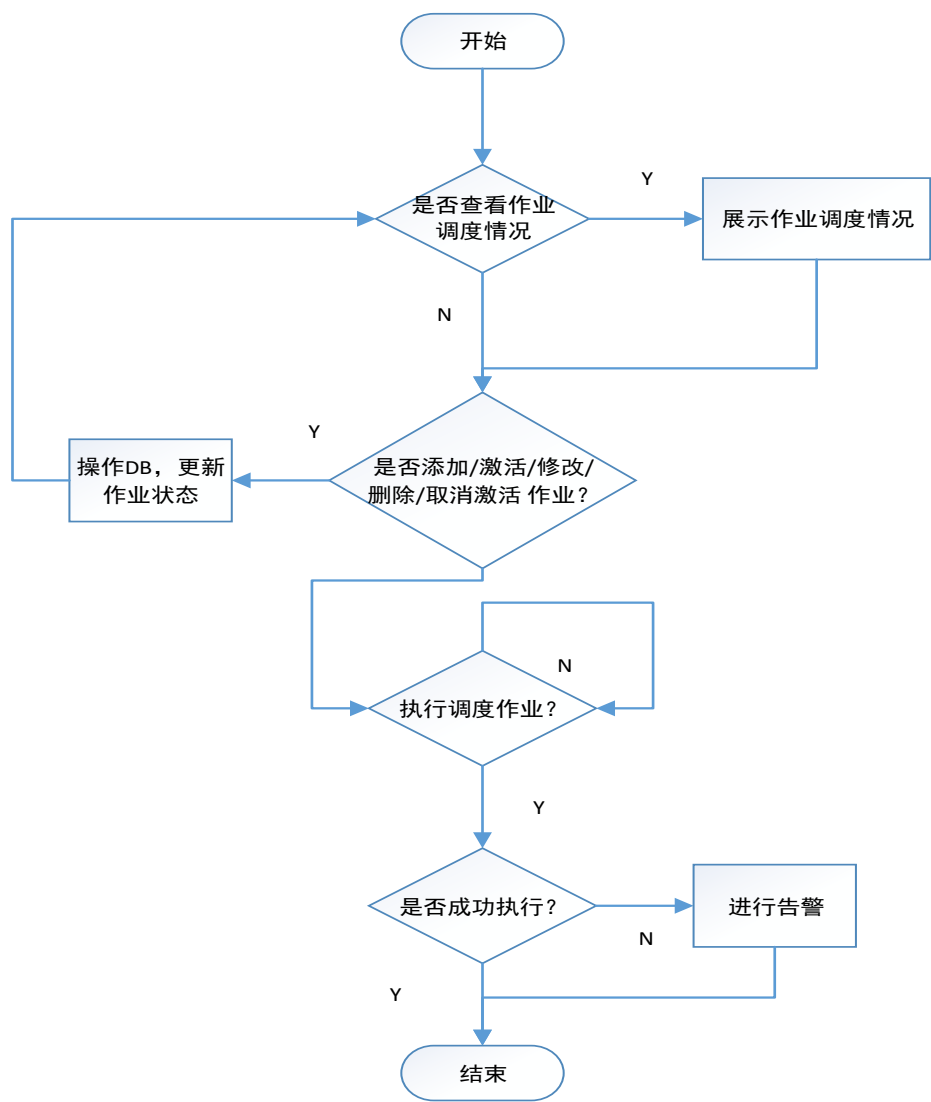 开始
是否查看作业
调度情况
Y
展示作业调度情况
N
是否添加/激活/修改/
删除/取消激活 作业？
Y
操作DB，更新
作业状态
执行调度作业？
N
Y
是否成功执行？
N
进行告警
Y
结束